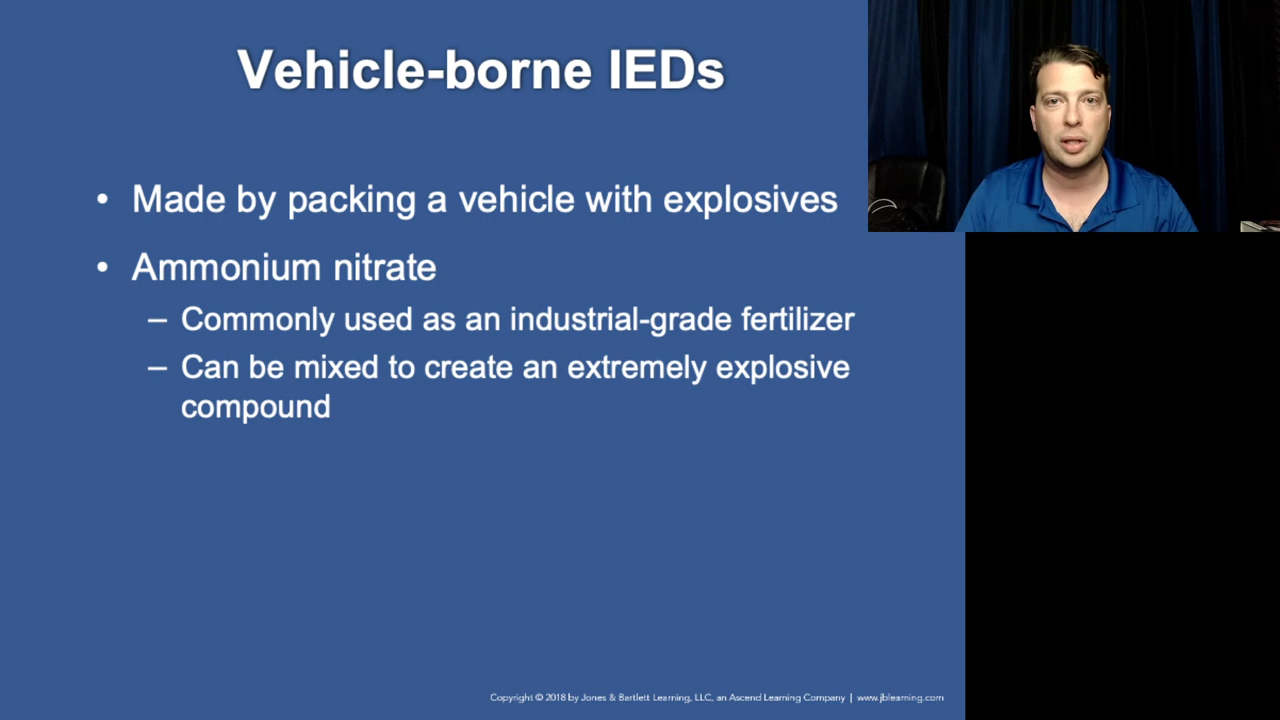 Vehicle-borne IEDs
• Made by packing a vehicle with explosives
• Ammonium nitrate
– Commonly used as an industrial-grade fertilizer
– Can be mixed to create an extremely explosive
compound
Copyright © 2018 by Jones & Bartlett Learning, LLC, an Ascend Learning Company | www.jblearning.com